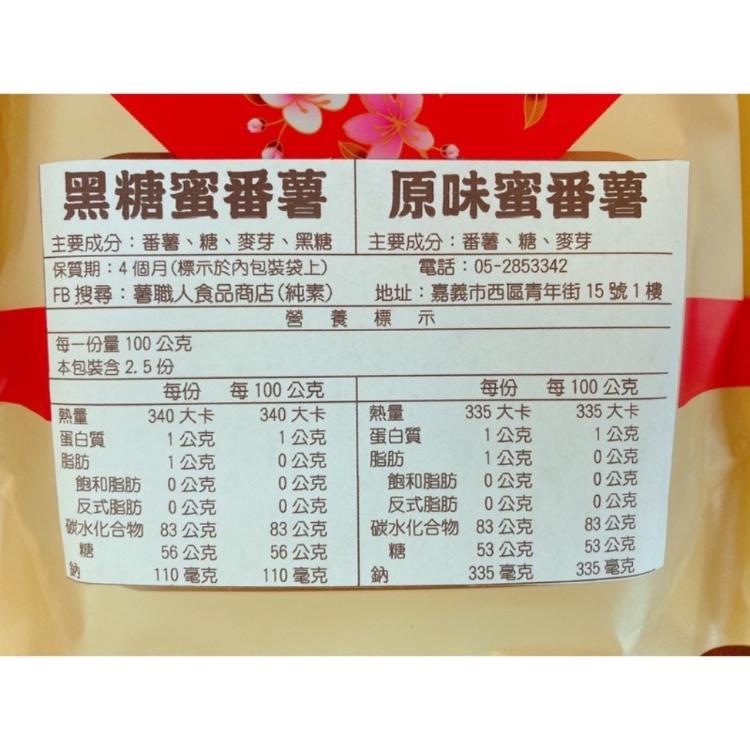 黑糖蜜番薯 原味蜜番薯
主要成分：番薯、糖、麥芽、黑糖 主要成分：番薯、糖、麥芽
保質期：4個月(標示於內包裝袋上) 電話：05-2853342
FB搜尋：薯職人食品商店(純素) 地址：嘉義市西區青年街15號1樓
營養標示
每一份量100公克
本包裝含2.5份
每份 每100公克 每份 每100公克
熱量 340大卡 340大卡 熱量 335大卡 335大卡
蛋白質 1公克 1公克 蛋白質 1公克 1公克
脂肪 1公克 0公克 脂肪 1公克 0公克
飽和脂肪 0公克 0公克 飽和脂肪 0公克 0公克
反式脂肪 0公克 0公克 反式脂肪 0公克 0公克
碳水化合物 83公克 83公克 碳水化合物 83公克 83公克
糖 56公克 56公克 糖 53公克 53公克
鈉 110毫克 110毫克 鈉 335毫克 335毫克